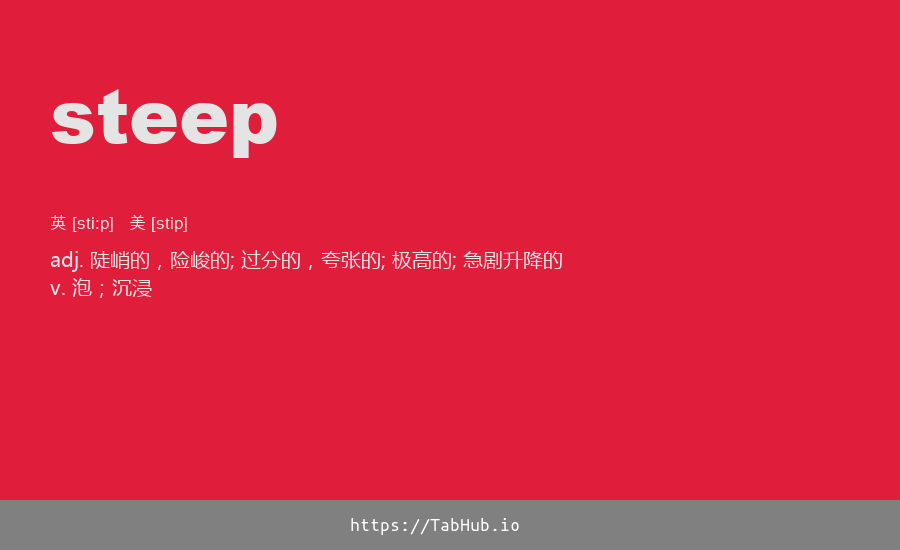 steep
英 [sti:p] 美 [stip]
adj. 陡峭的，险峻的; 过分的，夸张的; 极高的; 急剧升降的
v. 泡；沉浸
https://TabHub.io